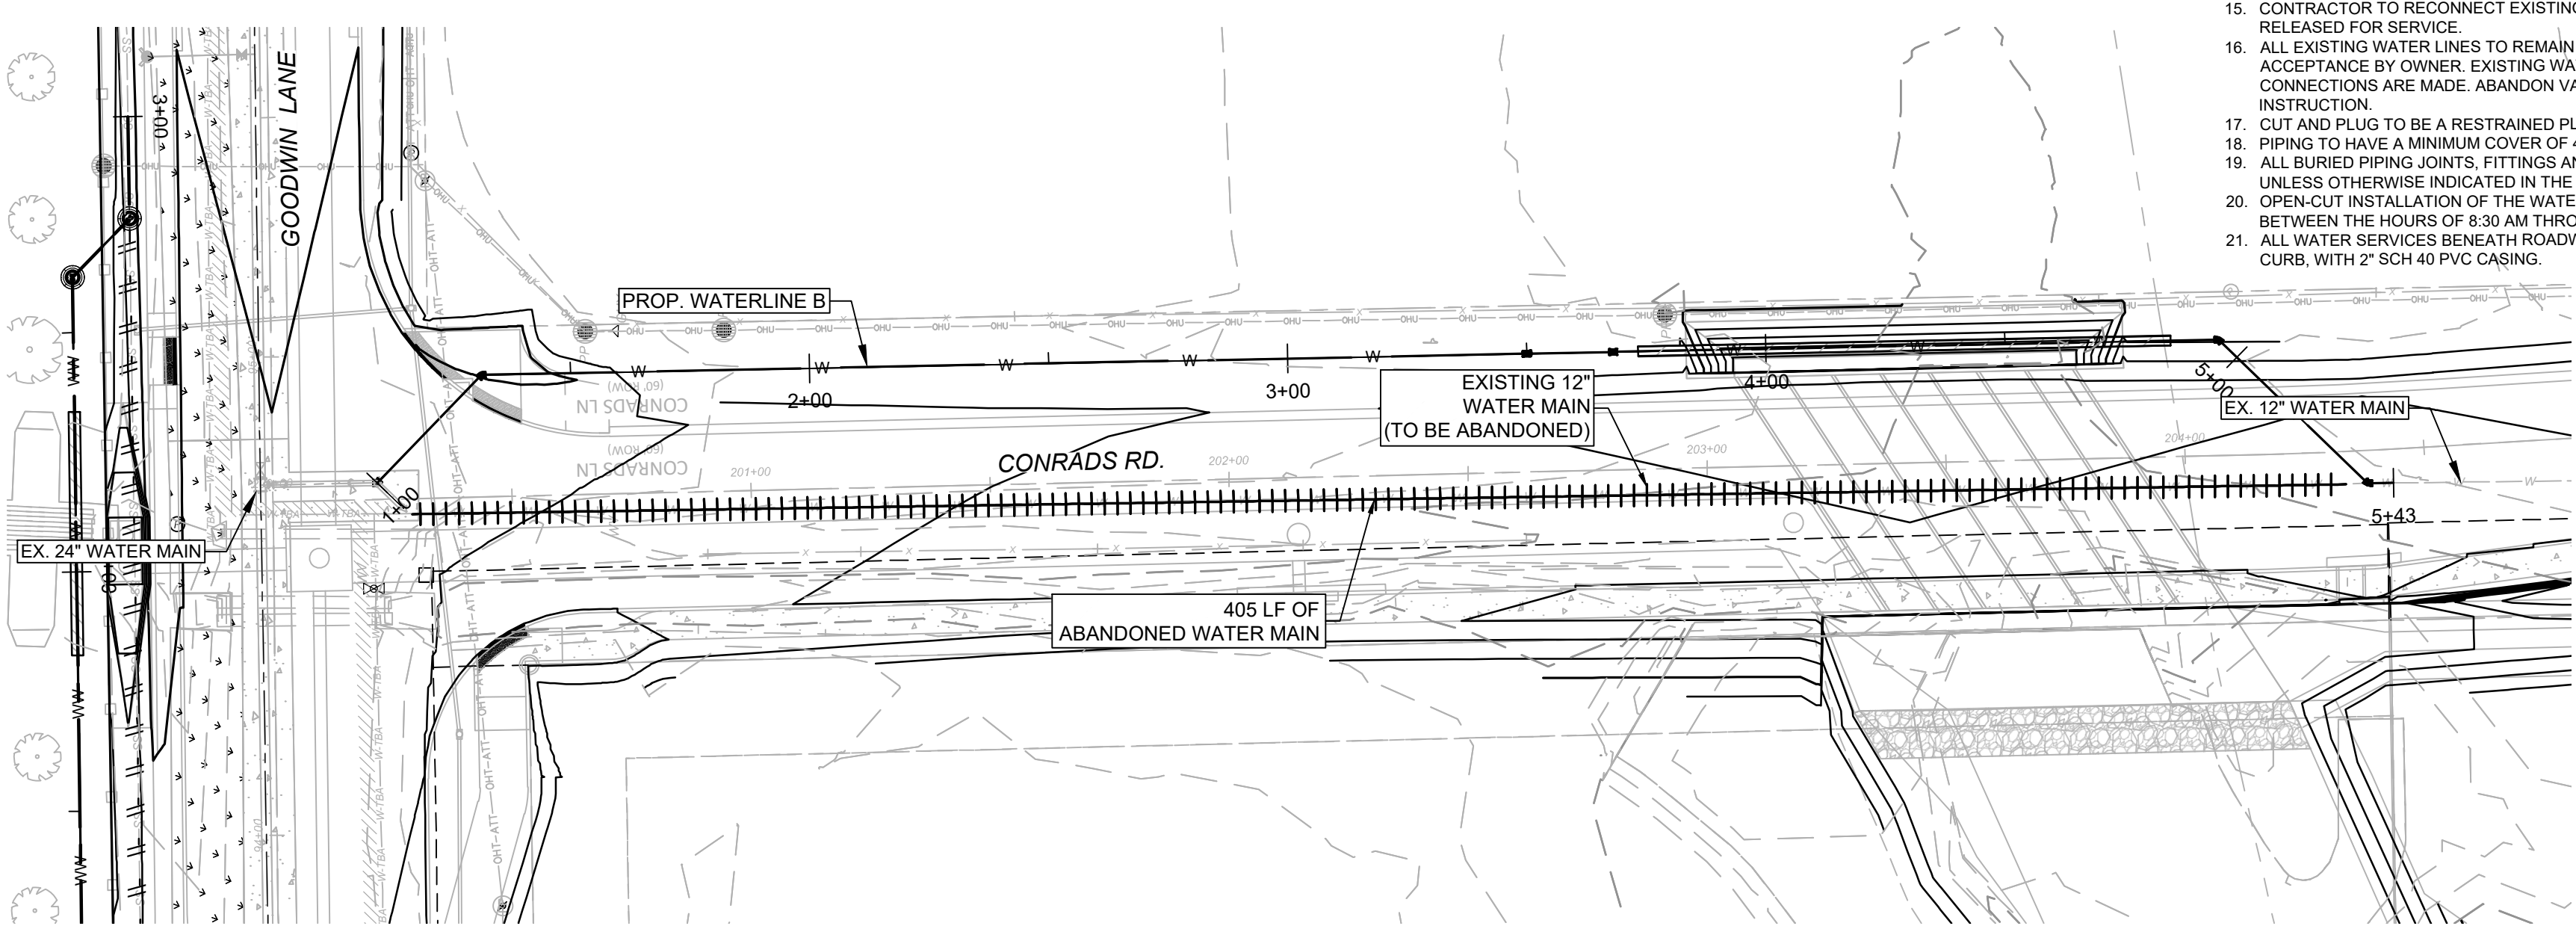 15. CONTRACTOR TO RECONNECT EXISTING
RELEASED FOR SERVICE.
16. ALL EXISTING WATER LINES TO REMAIN
ACCEPTANCE BY OWNER. EXISTING WA
CONNECTIONS ARE MADE. ABANDON VA
INSTRUCTION.
17. CUT AND PLUG TO BE A RESTRAINED PL
18. PIPING TO HAVE A MINIMUM COVER OF 4
19. ALL BURIED PIPING JOINTS, FITTINGS AN
UNLESS OTHERWISE INDICATED IN THE
20. OPEN-CUT INSTALLATION OF THE WATE
BETWEEN THE HOURS OF 8:30 AM THRO
21. ALL WATER SERVICES BENEATH ROADW
CURB, WITH 2" SCH 40 PVC CASING.
GOODWIN LANE
3+00
PROP. WATERLINE B
2+00
3+00
4+00
5+00
EXISTING 12"
WATER MAIN
(TO BE ABANDONED)
EX. 12" WATER MAIN
CONRADS LN
(60' ROW)
CONRADS LN
(60' ROW)
CONRADS RD.
201+00
202+00
203+00
204+00
1+00
5+43
EX. 24" WATER MAIN
405 LF OF
ABANDONED WATER MAIN
94+00